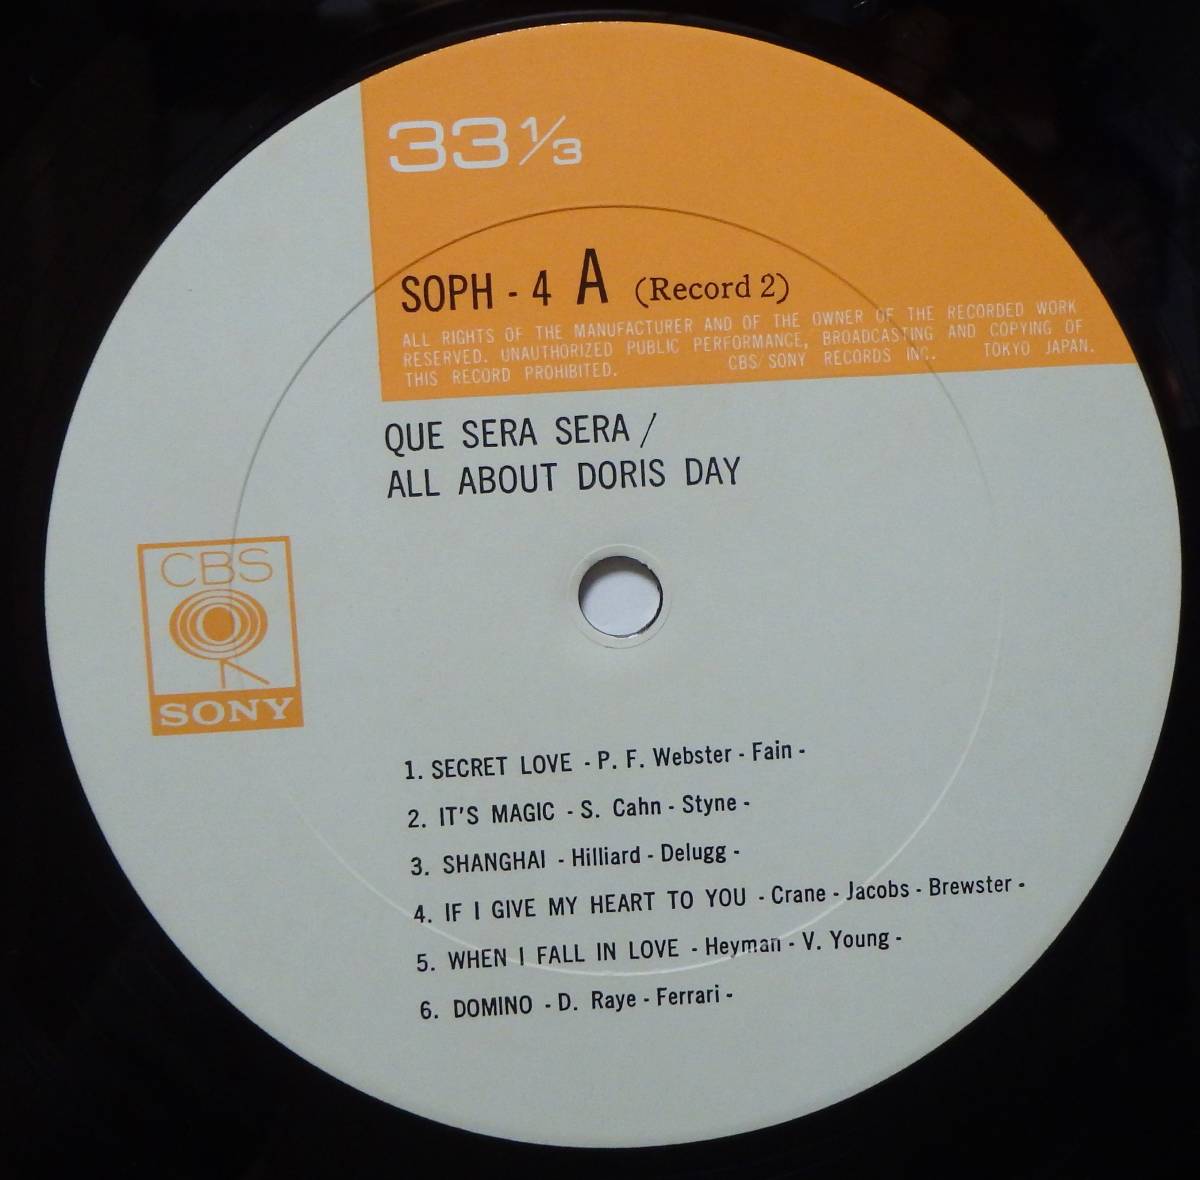 33 1/3
SOPH - 4 A (Record 2)
ALL RIGHTS OF THE MANUFACTURER AND OF THE OWNER OF THE RECORDED WORK
RESERVED. UNAUTHORIZED PUBLIC PERFORMANCE, BROADCASTING AND COPYING OF
THIS RECORD PROHIBITED. CBS/SONY RECORDS INC. TOKYO JAPAN.
QUE SERA SERA /
ALL ABOUT DORIS DAY
CBS
SONY
1. SECRET LOVE - P. F. Webster - Fain -
2. IT'S MAGIC - S. Cahn - Styne -
3. SHANGHAI - Hilliard - Delugg -
4. IF I GIVE MY HEART TO YOU - Crane - Jacobs - Brewster -
5. WHEN I FALL IN LOVE - Heyman - V. Young -
6. DOMINO - D. Raye - Ferrari -